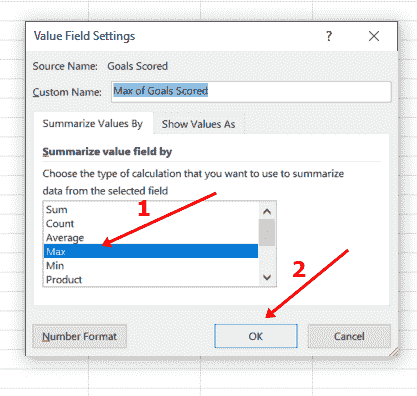 Value Field Settings ?
Source Name: Goals Scored
Custom Name: Max of Goals Scored
Summarize Values By Show Values As
Summarize value field by
Choose the type of calculation that you want to use to summarize
data from the selected field
Sum
Count
Average
Max
Min
Product
1
2
Number Format OK Cancel